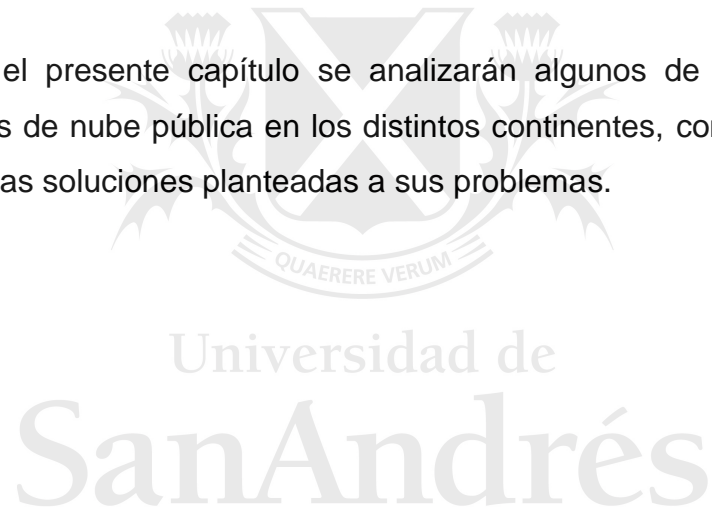 el presente capítulo se analizarán algunos de
s de nube pública en los distintos continentes, co
as soluciones planteadas a sus problemas.
QUAERERE VERUM
Universidad de
SanAndrés